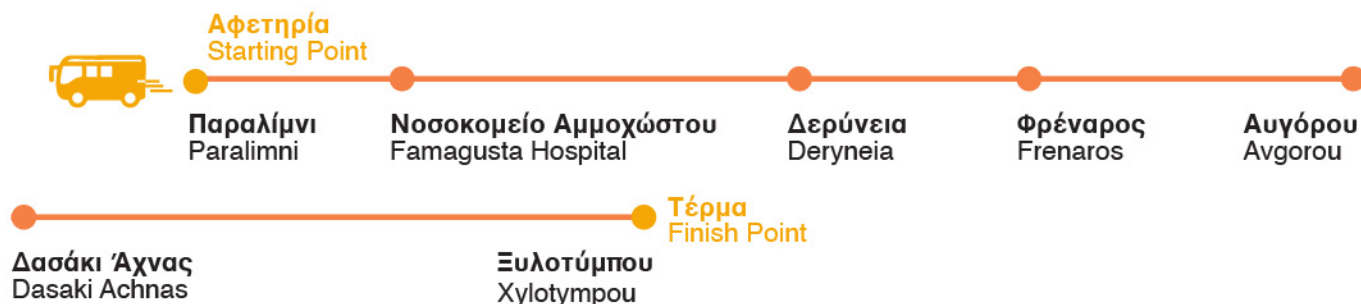 Αφετηρία
Starting Point
Παραλίμνι
Paralimni
Νοσοκομείο Αμμοχώστου
Famagusta Hospital
Δερύνεια
Deryneia
Φρέναρος
Frenaros
Αυγόρου
Avgorou
Δασάκι Άχνας
Dasaki Achnas
Ξυλοτύμπου
Xylotympou
Τέρμα
Finish Point